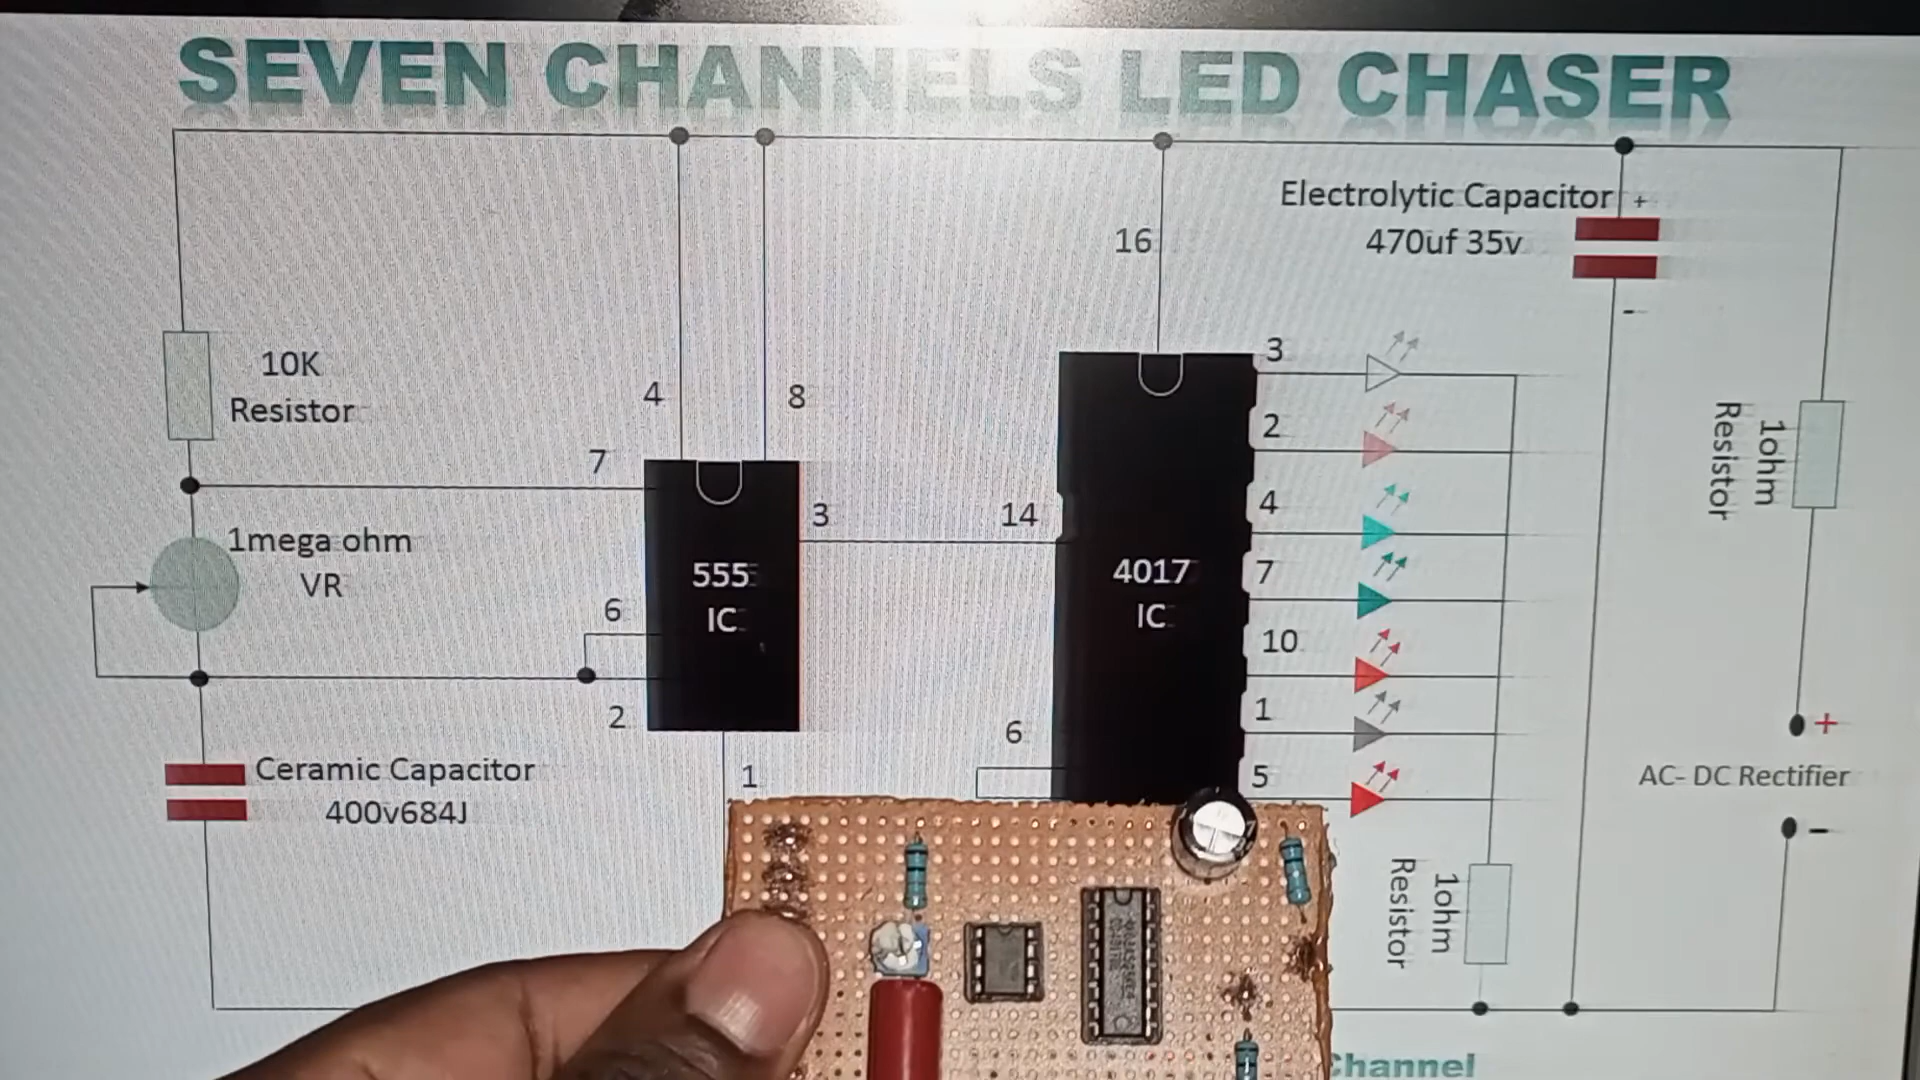 SEVEN CHANNELS LED CHASER
Electrolytic Capacitor +
470uf 35v
-
16
10K
Resistor
4
8
7
3
14
1mega ohm
VR
6
2
555
IC
1
Ceramic Capacitor
400v684J
4017
IC
6
3
2
4
7
10
1
5
1ohm
Resistor
+
AC- DC Rectifier
-
1ohm
Resistor
Channel